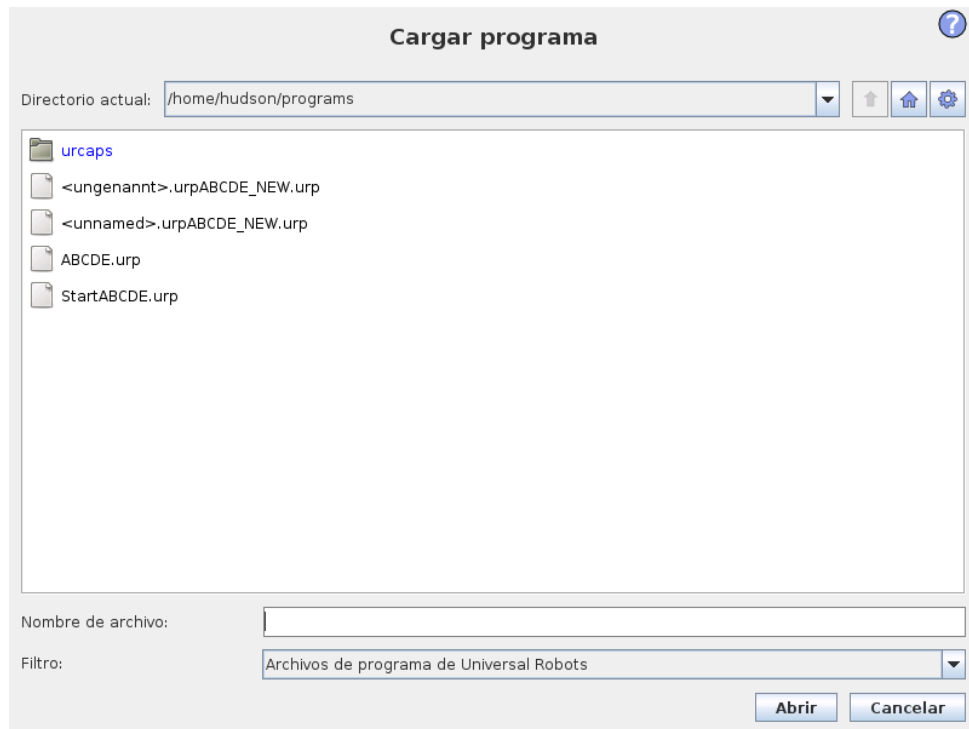 Cargar programa
?
Directorio actual: /home/hudson/programs
urcaps
<ungenannt>.urpABCDE_NEW.urp
<unnamed>.urpABCDE_NEW.urp
ABCDE.urp
StartABCDE.urp
Nombre de archivo:
Filtro: Archivos de programa de Universal Robots
Abrir Cancelar